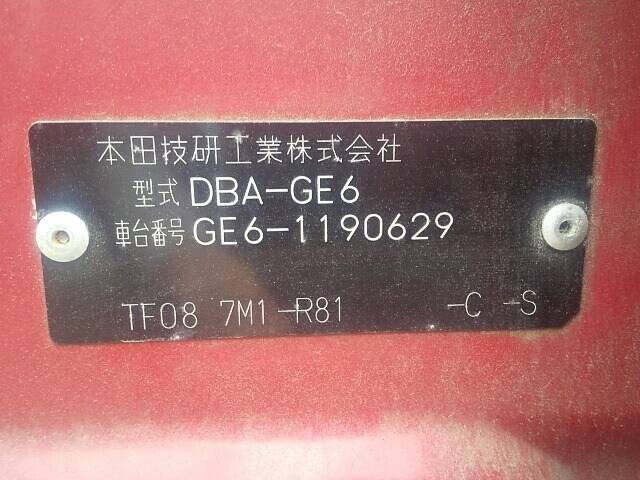 本田技研工業株式会社
型式 DBA-GE6
車台番号 GE6-1190629
TF08 7M1-R81 -C -S